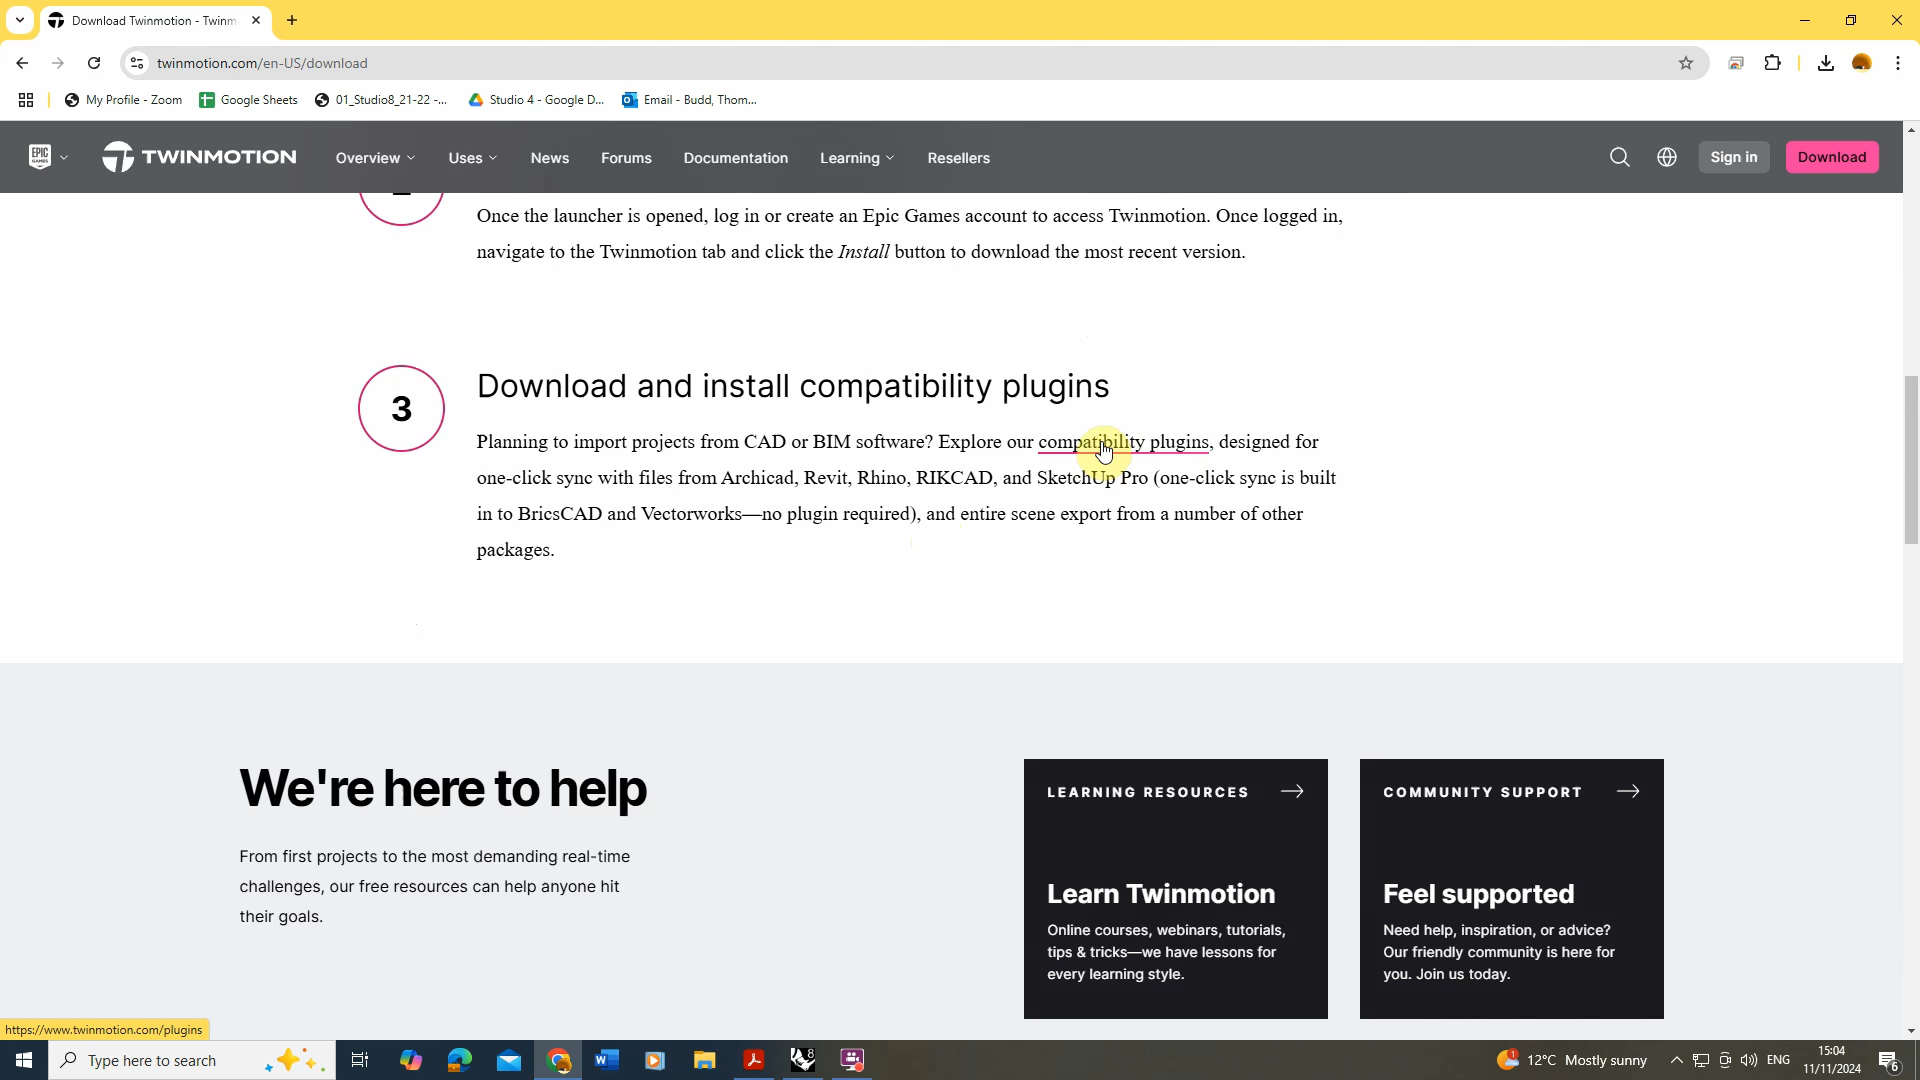 Download Twinmotion - Twinm
twinmotion.com/en-US/download
My Profile - Zoom
Google Sheets
01_Studio8_21-22 -...
Studio 4 - Google D...
Email - Budd, Thom...
EPIC GAMES
TWINMOTION
Overview
Uses
News
Forums
Documentation
Learning
Resellers
Sign in
Download
Once the launcher is opened, log in or create an Epic Games account to access Twinmotion. Once logged in,
navigate to the Twinmotion tab and click the Install button to download the most recent version.
3
Download and install compatibility plugins
Planning to import projects from CAD or BIM software? Explore our compatibility plugins, designed for
one-click sync with files from Archicad, Revit, Rhino, RIKCAD, and SketchUp Pro (one-click sync is built
in to BricsCAD and Vectorworks—no plugin required), and entire scene export from a number of other
packages.
We're here to help
From first projects to the most demanding real-time
challenges, our free resources can help anyone hit
their goals.
LEARNING RESOURCES
Learn Twinmotion
Online courses, webinars, tutorials,
tips & tricks—we have lessons for
every learning style.
COMMUNITY SUPPORT
Feel supported
Need help, inspiration, or advice?
Our friendly community is here for
you. Join us today.
https://www.twinmotion.com/plugins
Type here to search
8
1
12°C Mostly sunny
ENG
15:04
11/11/2024
6